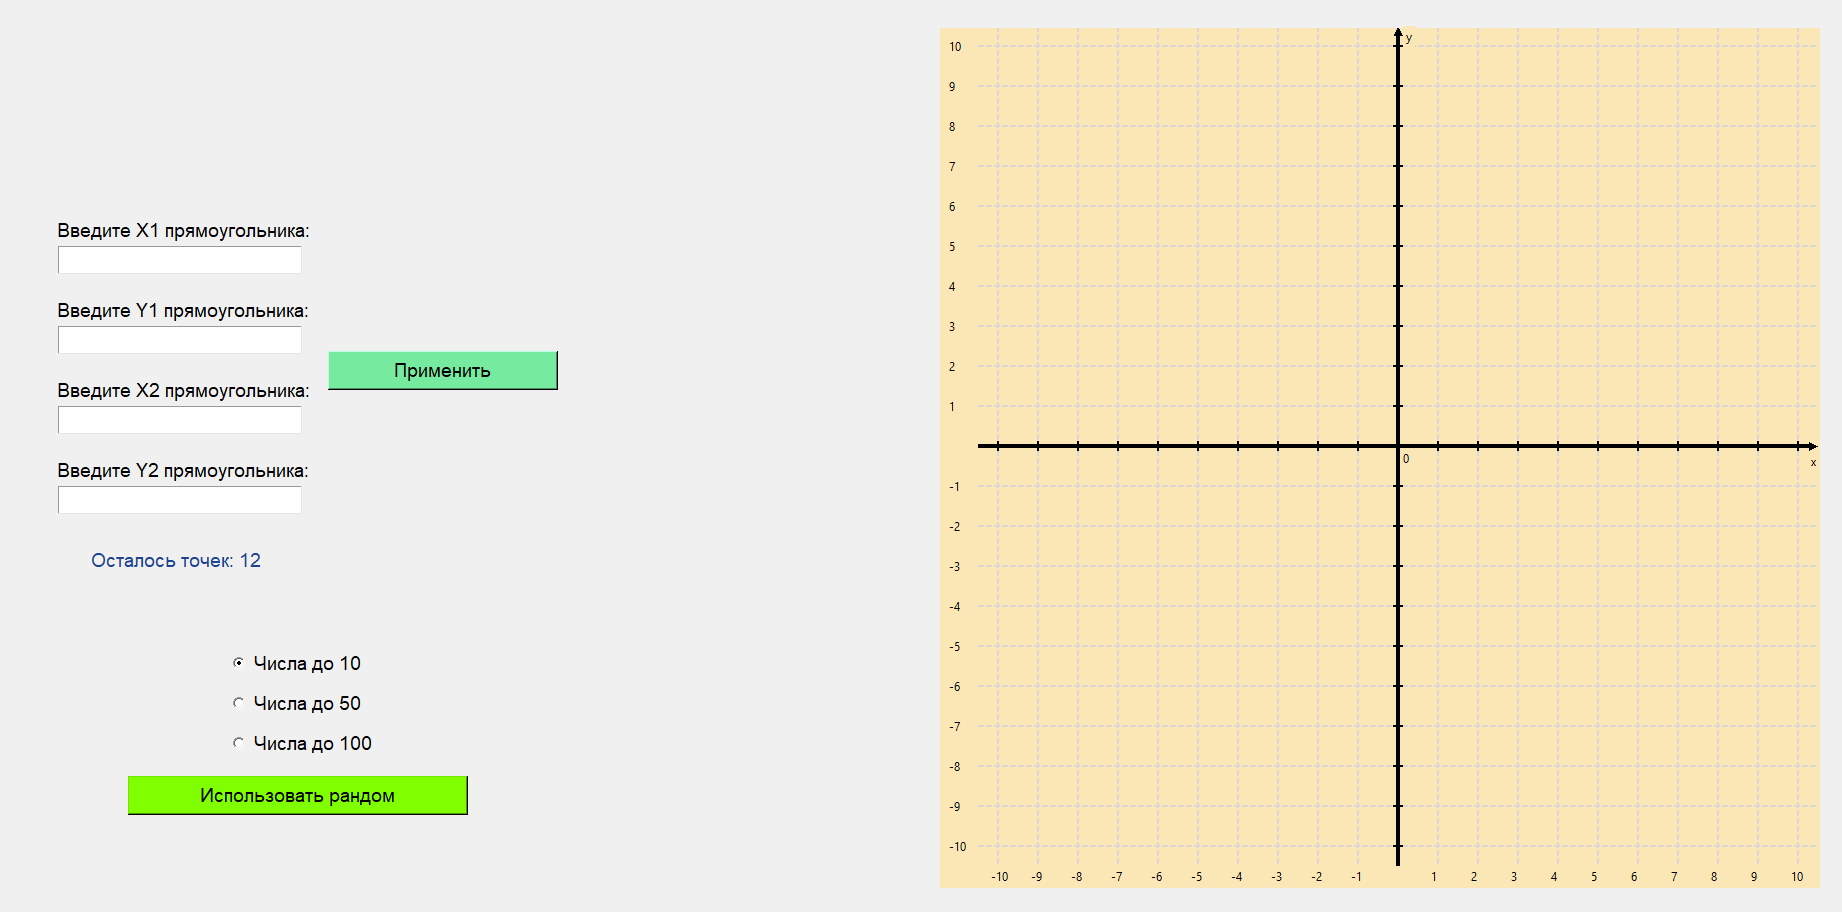 Введите X1 прямоугольника:
Введите Y1 прямоугольника:
Применить
Введите X2 прямоугольника:
Введите Y2 прямоугольника:
Осталось точек: 12
Числа до 10
Числа до 50
Числа до 100
Использовать рандом
y
10
9
8
7
6
5
4
3
2
1
0
x
-1
-2
-3
-4
-5
-6
-7
-8
-9
-10
-10 -9 -8 -7 -6 -5 -4 -3 -2 -1 1 2 3 4 5 6 7 8 9 10